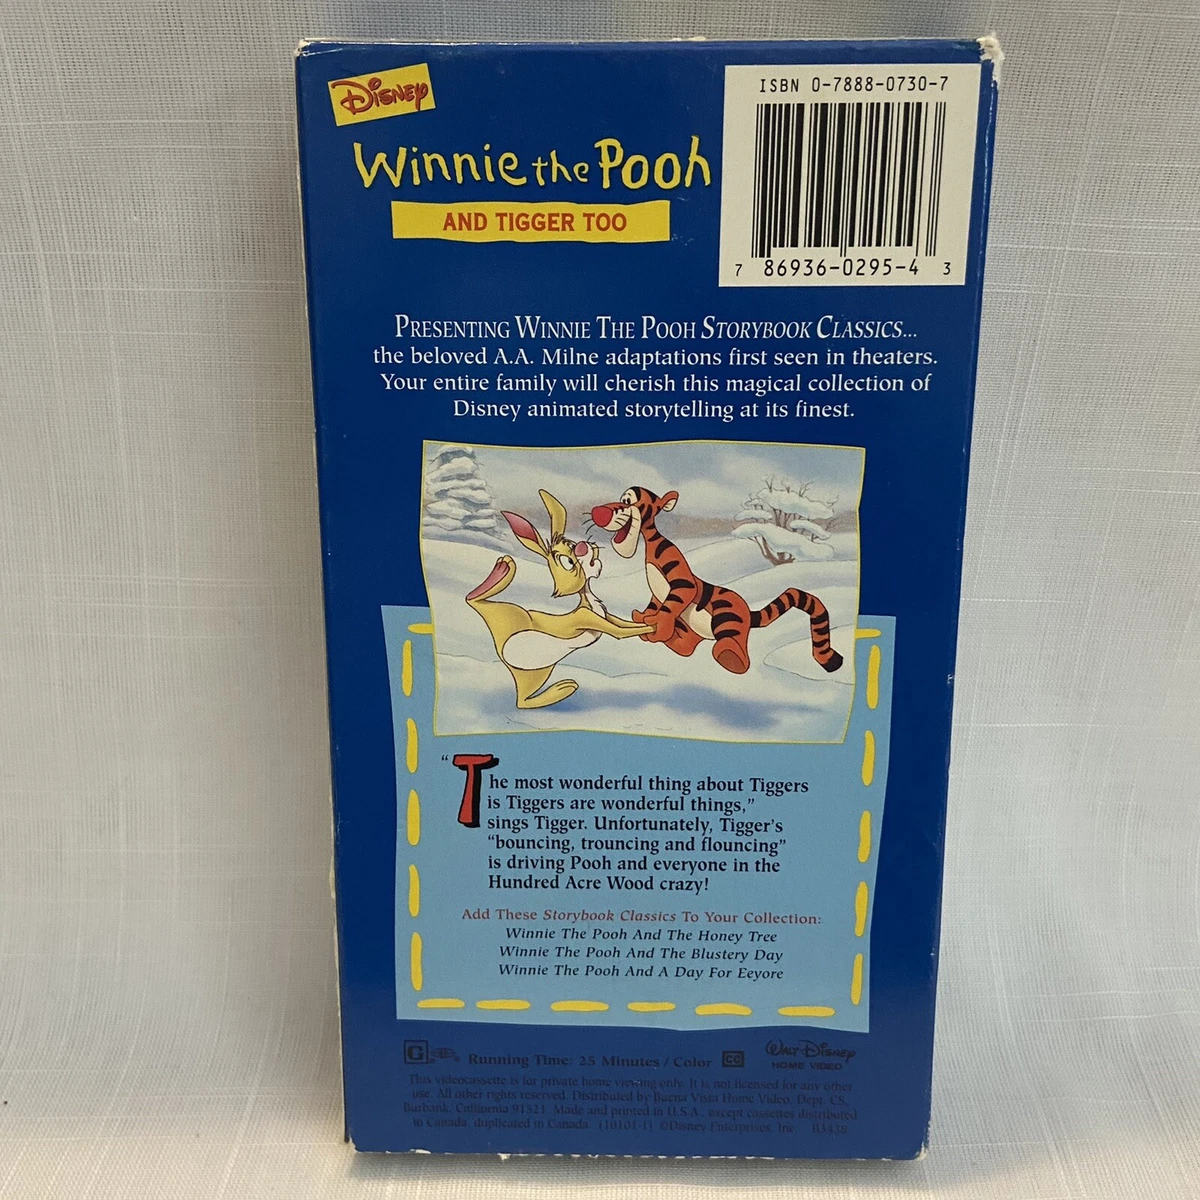 Disney
Winnie the Pooh
AND TIGGER TOO
ISBN 0-7888-0730-7
7 86936-0295-4 3
PRESENTING WINNIE THE POOH STORYBOOK CLASSICS...
the beloved A.A. Milne adaptations first seen in theaters.
Your entire family will cherish this magical collection of
Disney animated storytelling at its finest.
"The most wonderful thing about Tiggers
is Tiggers are wonderful things,"
sings Tigger. Unfortunately, Tigger's
"bouncing, trouncing and flouncing"
is driving Pooh and everyone in the
Hundred Acre Wood crazy!
Add These Storybook Classics To Your Collection:
Winnie The Pooh And The Honey Tree
Winnie The Pooh And The Blustery Day
Winnie The Pooh And A Day For Eeyore
G Running Time: 25 Minutes / Color CC
WALT DISNEY
HOME VIDEO
This videocassette is for private home viewing only. It is not licensed for any other
use. All other rights reserved. Distributed by Buena Vista Home Video, Dept. CS,
Burbank, California 91521. Made and printed in U.S.A., except cassettes distributed
in Canada, duplicated in Canada. (10101-1) ©Disney Enterprises, Inc.